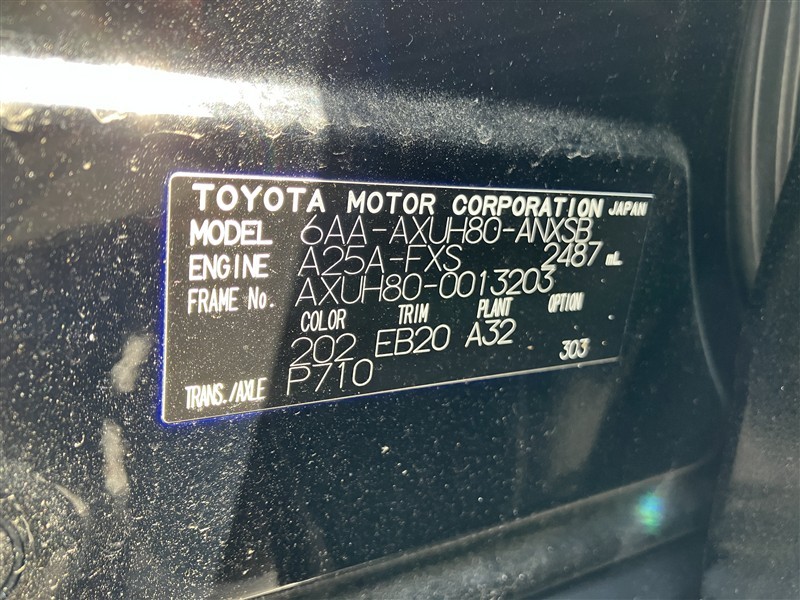 TOYOTA MOTOR CORPORATION JAPAN
MODEL 6AA-AXUH80-ANXSB
ENGINE A25A-FXS 2487 mL
FRAME No. AXUH80-0013203
COLOR TRIM PLANT OPTION
202 EB20 A32 303
TRANS./AXLE P710